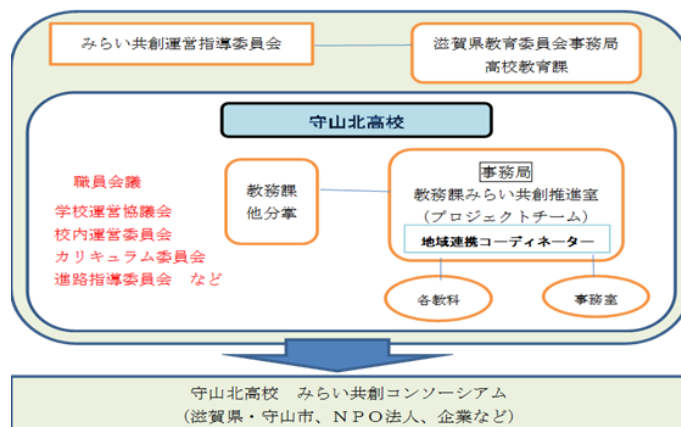 みらい共創運営指導委員会
滋賀県教育委員会事務局
高校教育課
守山北高校
職員会議
学校運営協議会
校内運営委員会
カリキュラム委員会
進路指導委員会　など
教務課
他分掌
事務局
教務課みらい共創推進室
（プロジェクトチーム）
地域連携コーディネーター
各教科
事務室
守山北高校　みらい共創コンソーシアム
（滋賀県・守山市、ＮＰＯ法人、企業など）